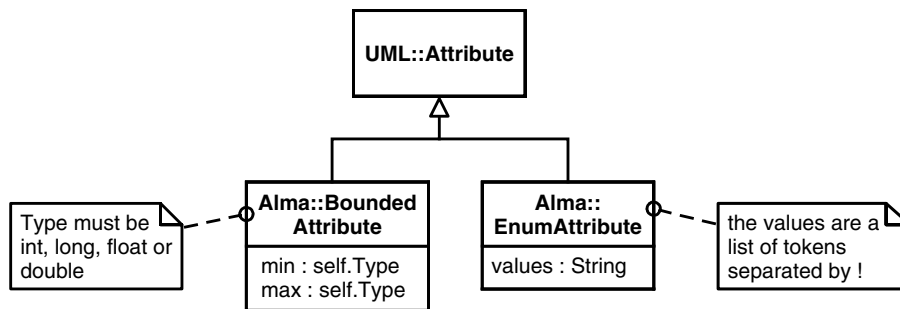 UML::Attribute
Type must be
int, long, float or
double
Alma::Bounded
Attribute
min : self.Type
max : self.Type
Alma::
EnumAttribute
values : String
the values are a
list of tokens
separated by !